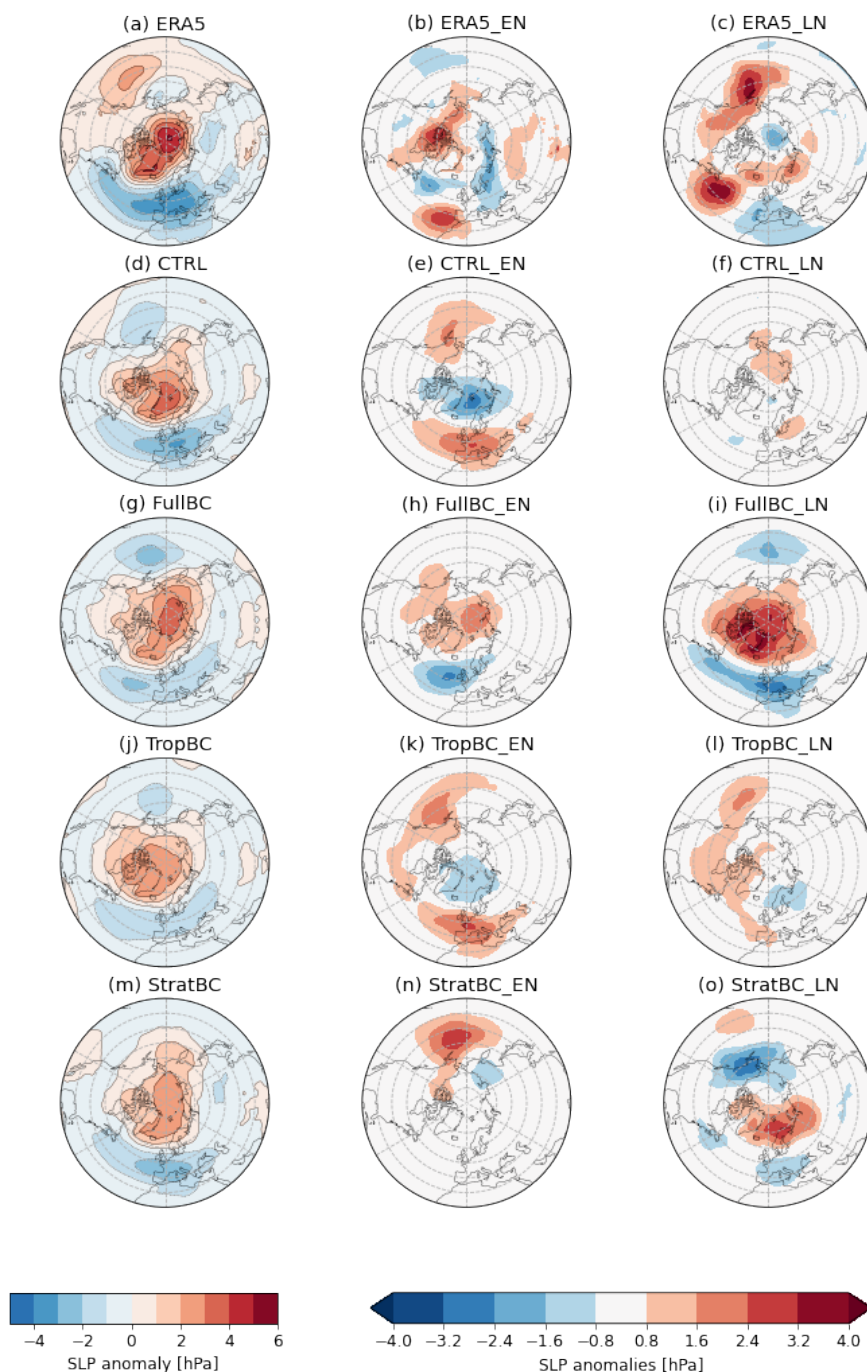 (a) ERA5
(b) ERA5_EN
(c) ERA5_LN
(d) CTRL
(e) CTRL_EN
(f) CTRL_LN
(g) FullBC
(h) FullBC_EN
(i) FullBC_LN
(j) TropBC
(k) TropBC_EN
(l) TropBC_LN
(m) StratBC
(n) StratBC_EN
(o) StratBC_LN
−4 −2 0 2 4 6
SLP anomaly [hPa]
−4.0 −3.2 −2.4 −1.6 −0.8 0.8 1.6 2.4 3.2 4.0
SLP anomalies [hPa]